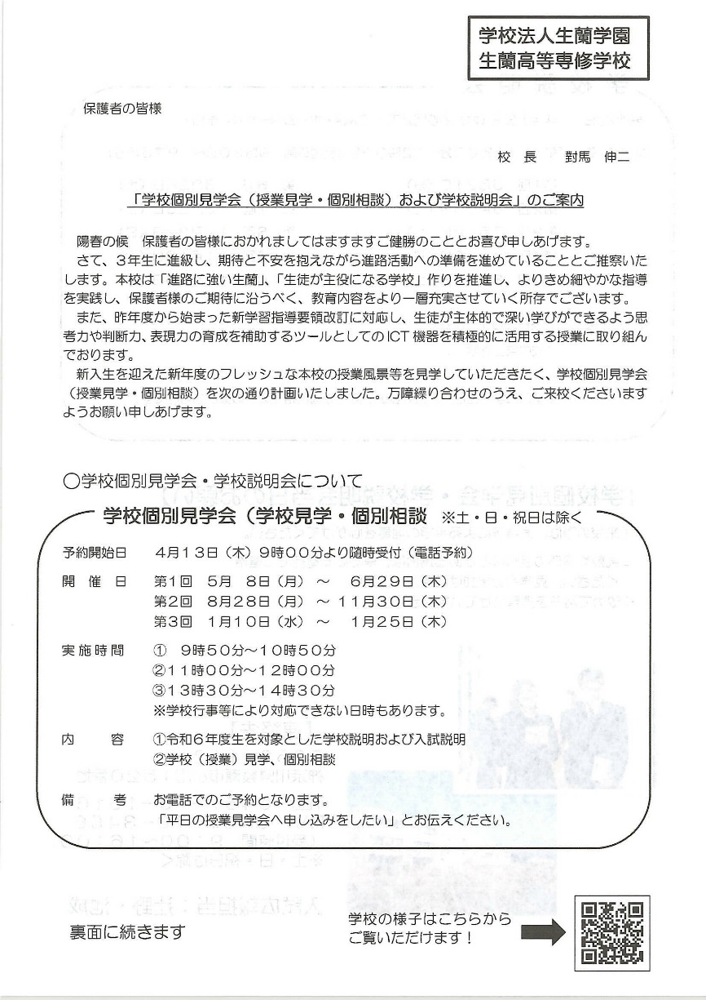 学校法人生蘭学園
生蘭高等専修学校
保護者の皆様
校　長　　對馬　伸二
「学校個別見学会（授業見学・個別相談）および学校説明会」のご案内
陽春の候　保護者の皆様におかれましてはますますご健勝のこととお喜び申しあげます。
さて、３年生に進級し、期待と不安を抱えながら進路活動への準備を進めていることとご推察いた
します。本校は「進路に強い生蘭」、「生徒が主役になる学校」作りを推進し、よりきめ細やかな指導
を実践し、保護者様のご期待に沿うべく、教育内容をより一層充実させていく所存でございます。
また、昨年度から始まった新学習指導要領改訂に対応し、生徒が主体的で深い学びができるよう思
考力や判断力、表現力の育成を補助するツールとしてのICT機器を積極的に活用する授業に取り組ん
でおります。
新入生を迎えた新年度のフレッシュな本校の授業風景等を見学していただきたく、学校個別見学会
（授業見学・個別相談）を次の通り計画いたしました。万障繰り合わせのうえ、ご来校くださいます
ようお願い申しあげます。
〇学校個別見学会・学校説明会について
学校個別見学会（学校見学・個別相談　※土・日・祝日は除く
予約開始日　４月１３日（木）９時００分より随時受付（電話予約）
開　催　日　第１回　５月　８日（月）　～　６月２９日（木）
第２回　８月２８日（月）　～　１１月３０日（木）
第３回　１月１０日（水）　～　１月２５日（木）
実施時間　①　９時５０分～１０時５０分
②１１時００分～１２時００分
③１３時３０分～１４時３０分
※学校行事等により対応できない日時もあります。
内　　容　①令和６年度生を対象とした学校説明および入試説明
②学校（授業）見学、個別相談
備　　考　お電話でのご予約となります。
「平日の授業見学会へ申し込みをしたい」とお伝えください。
裏面に続きます
学校の様子はこちらから
ご覧いただけます！